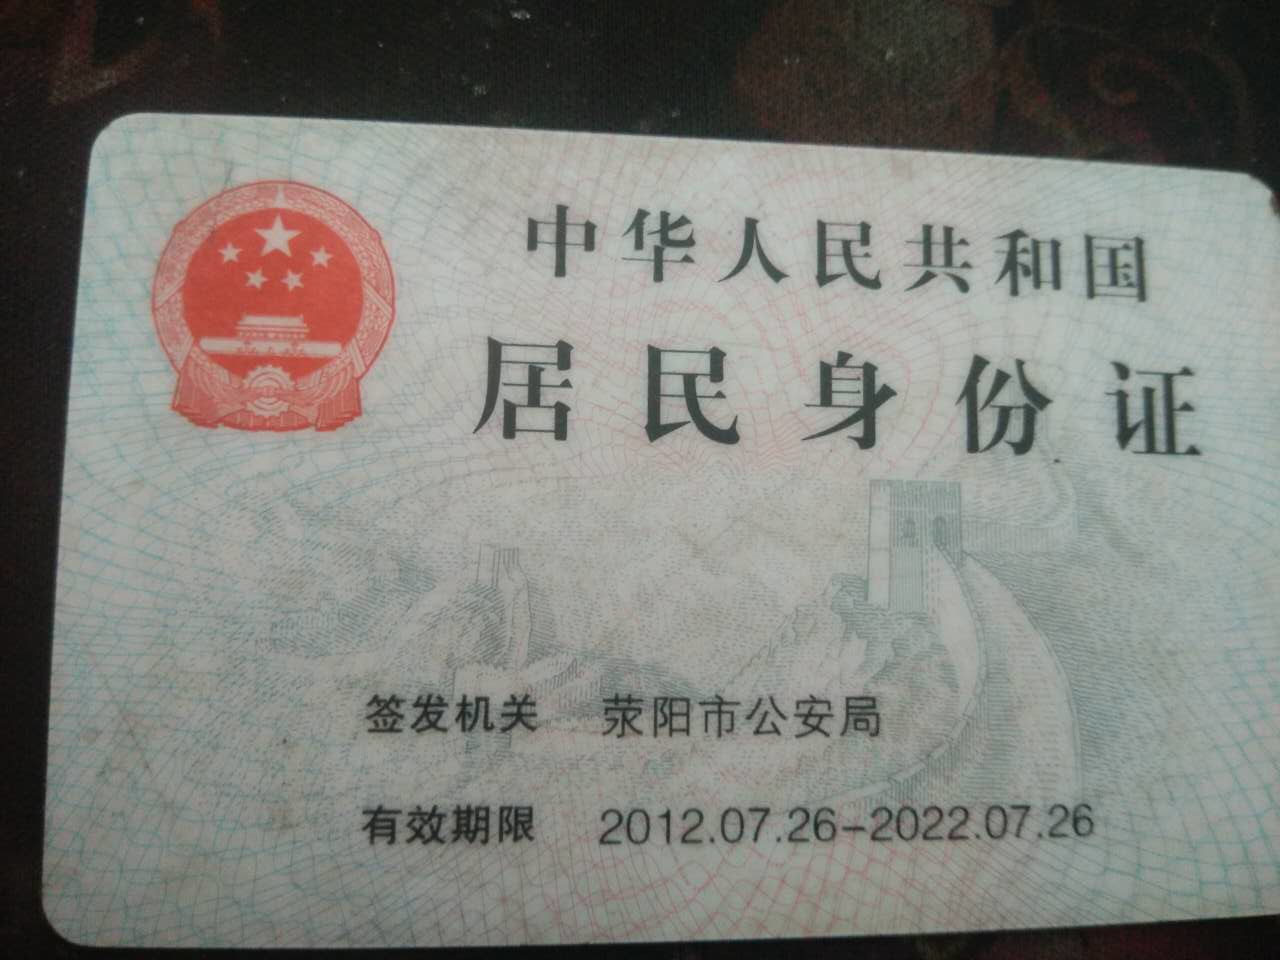 中华人民共和国
居民身份证
签发机关 荥阳市公安局
有效期限 2012.07.26-2022.07.26